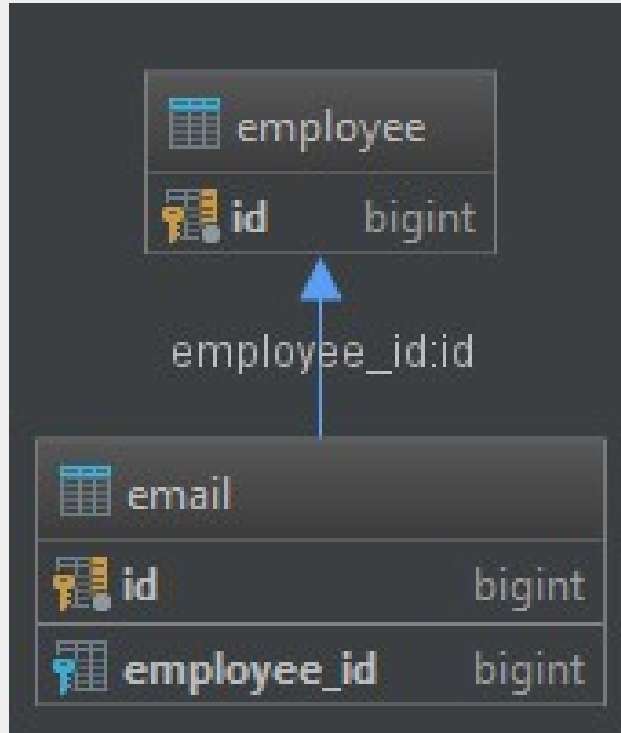 employee
id bigint
employee_id:id
email
id bigint
employee_id bigint